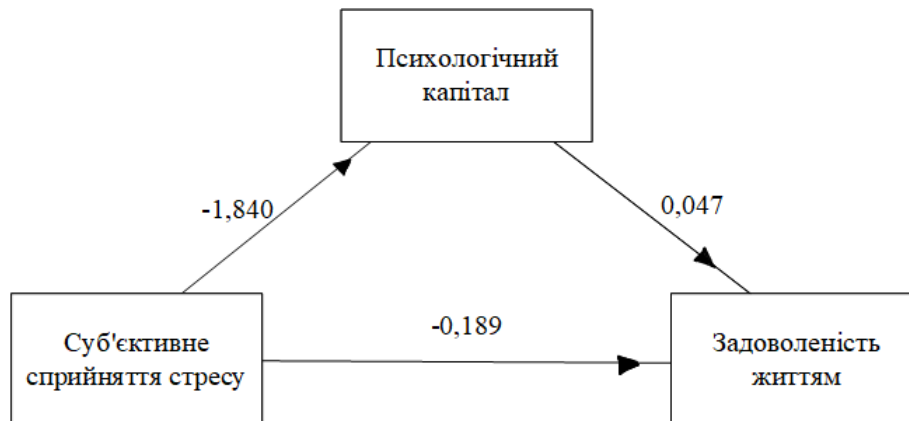 Психологічний
капітал
-1,840
0,047
-0,189
Суб'єктивне
сприйняття стресу
Задоволеність
життям